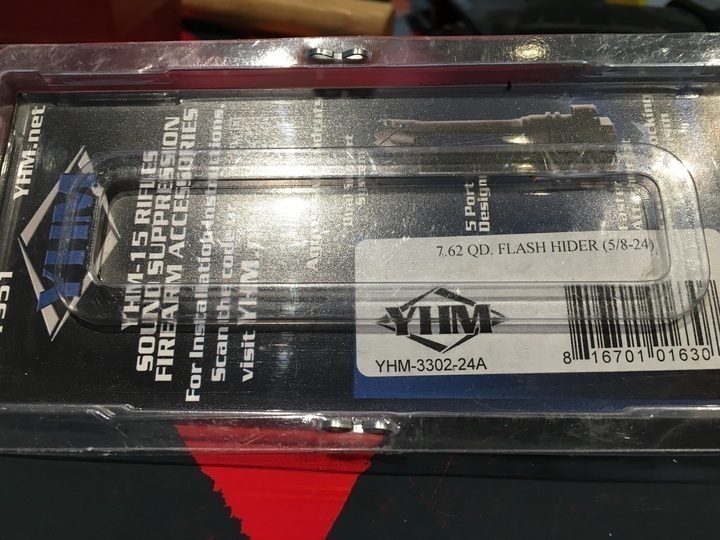 YHM.net
YHM
YHM-15 RIFLES
SOUND SUPPRESSION
FIREARM ACCESSORIES
For Installation Instructions,
Scan the code
visit YHM.
5 Port
Design
7.62 QD. FLASH HIDER (5/8-24)
YHM
YHM-3302-24A
8 16701 01630